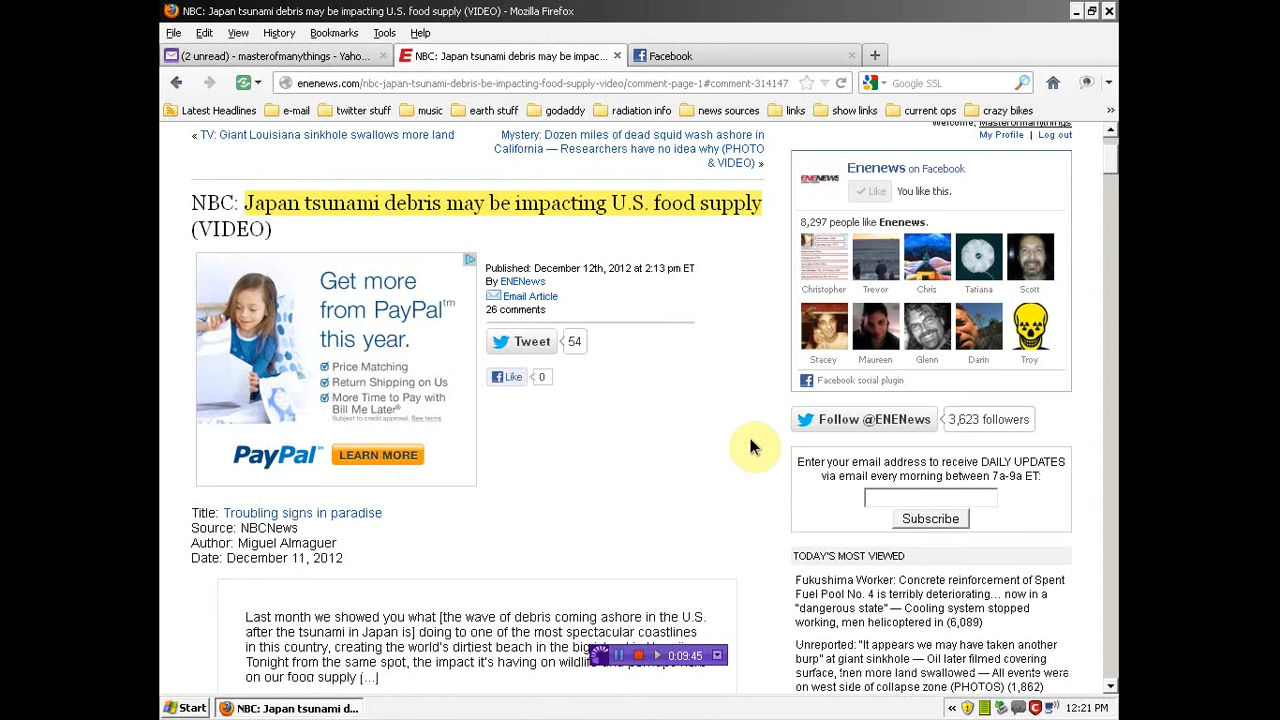 NBC: Japan tsunami debris may be impacting U.S. food supply (VIDEO) - Mozilla Firefox
File Edit View History Bookmarks Tools Help
(2 unread) - masterofmanythings - Yaho...
NBC: Japan tsunami debris may be impac...
Facebook
enenews.com/nbc-japan-tsunami-debris-be-impacting-food-supply-video/comment-page-1#comment-314147
Google SSL
Latest Headlines e-mail twitter stuff music earth stuff godaddy radiation info news sources links show links current ops crazy bikes
« TV: Giant Louisiana sinkhole swallows more land
Mystery: Dozen miles of dead squid wash ashore in
California — Researchers have no idea why (PHOTO
& VIDEO) »
Welcome, Masterofmanythings
My Profile | Log out
NBC: Japan tsunami debris may be impacting U.S. food supply
(VIDEO)
Get more
from PayPal™
this year.
Price Matching
Return Shipping on Us
More Time to Pay with
Bill Me Later®
Subject to credit approval. See terms
PayPal™ LEARN MORE
Published: December 12th, 2012 at 2:13 pm ET
By ENENews
Email Article
26 comments
Tweet 54
Like 0
Title: Troubling signs in paradise
Source: NBCNews
Author: Miguel Almaguer
Date: December 11, 2012
Last month we showed you what [the wave of debris coming ashore in the U.S.
after the tsunami in Japan is] doing to one of the most spectacular coastlines
in this country, creating the world's dirtiest beach in the
Tonight from the same spot, the impact it's having on
on our food supply [...]
0:09:45
ENENEWS
Enenews on Facebook
Like You like this.
8,297 people like Enenews.
Christopher Trevor Chris Tatiana Scott
Stacey Maureen Glenn Darin Troy
Facebook social plugin
Follow @ENENews 3,623 followers
Enter your email address to receive DAILY UPDATES
via email every morning between 7a-9a ET:
Subscribe
TODAY'S MOST VIEWED
Fukushima Worker: Concrete reinforcement of Spent
Fuel Pool No. 4 is terribly deteriorating... now in a
"dangerous state" — Cooling system stopped
working, men helicoptered in (6,089)
Unreported: "It appears we may have taken another
burp" at giant sinkhole — Oil later filmed covering
surface, then more land swallowed — All events were
on west side of collapse zone (PHOTOS) (1,862)
Start
NBC: Japan tsunami d...
12:21 PM